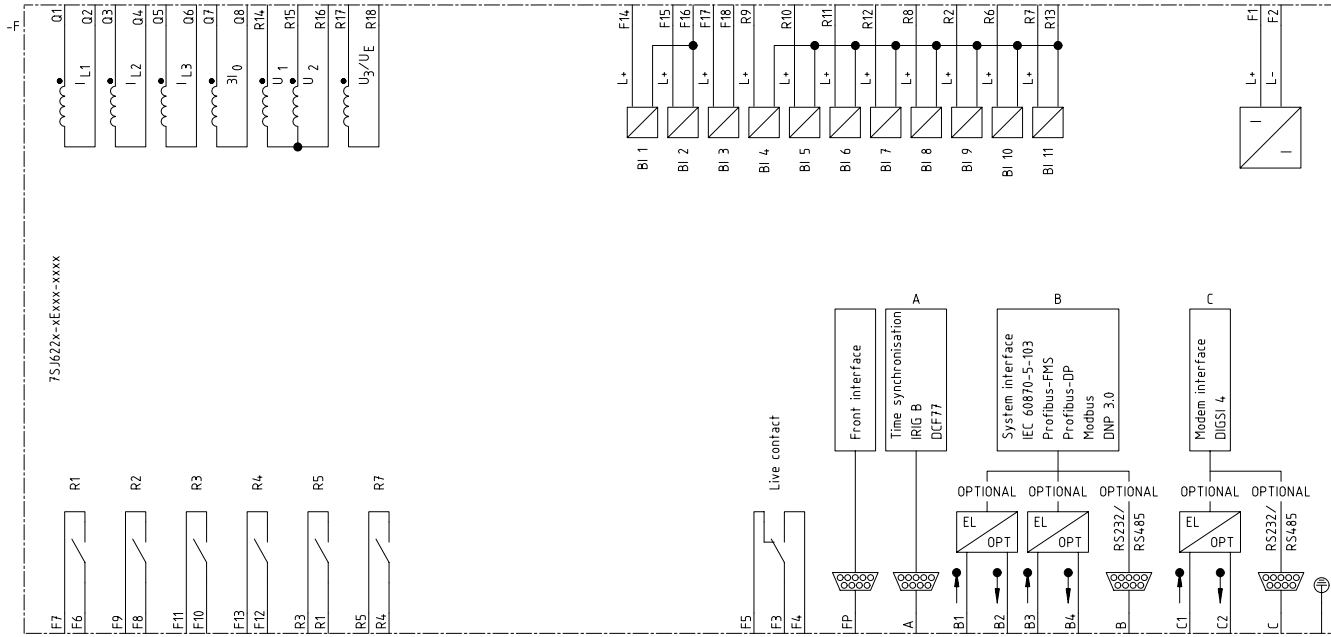 -F
Q1
Q2
Q3
Q4
Q5
Q6
Q7
Q8
R14
R15
R16
R17
R18
F14
F15
F16
F17
F18
R9
R10
R11
R12
R8
R2
R6
R7
R13
F1
F2
I L1
I L2
I L3
3I 0
U 1
U 2
U3/UE
L+
L+
L+
L+
L+
L+
L+
L+
L+
L+
L+
L+
L-
BI 1
BI 2
BI 3
BI 4
BI 5
BI 6
BI 7
BI 8
BI 9
BI 10
BI 11
7SJ622x-xExxx-xxxx
A
B
C
Front interface
Time synchronisation
IRIG B
DCF77
System interface
IEC 60870-5-103
Profibus-FMS
Profibus-DP
Modbus
DNP 3.0
Modem interface
DIGSI 4
R1
R2
R3
R4
R5
R7
Live contact
OPTIONAL
OPTIONAL
OPTIONAL
OPTIONAL
OPTIONAL
EL
OPT
EL
OPT
RS232/
RS485
EL
OPT
RS232/
RS485
F7
F6
F9
F8
F11
F10
F13
F12
R3
R1
R5
R4
F5
F3
F4
FP
A
B1
B2
B3
B4
B
C1
C2
C